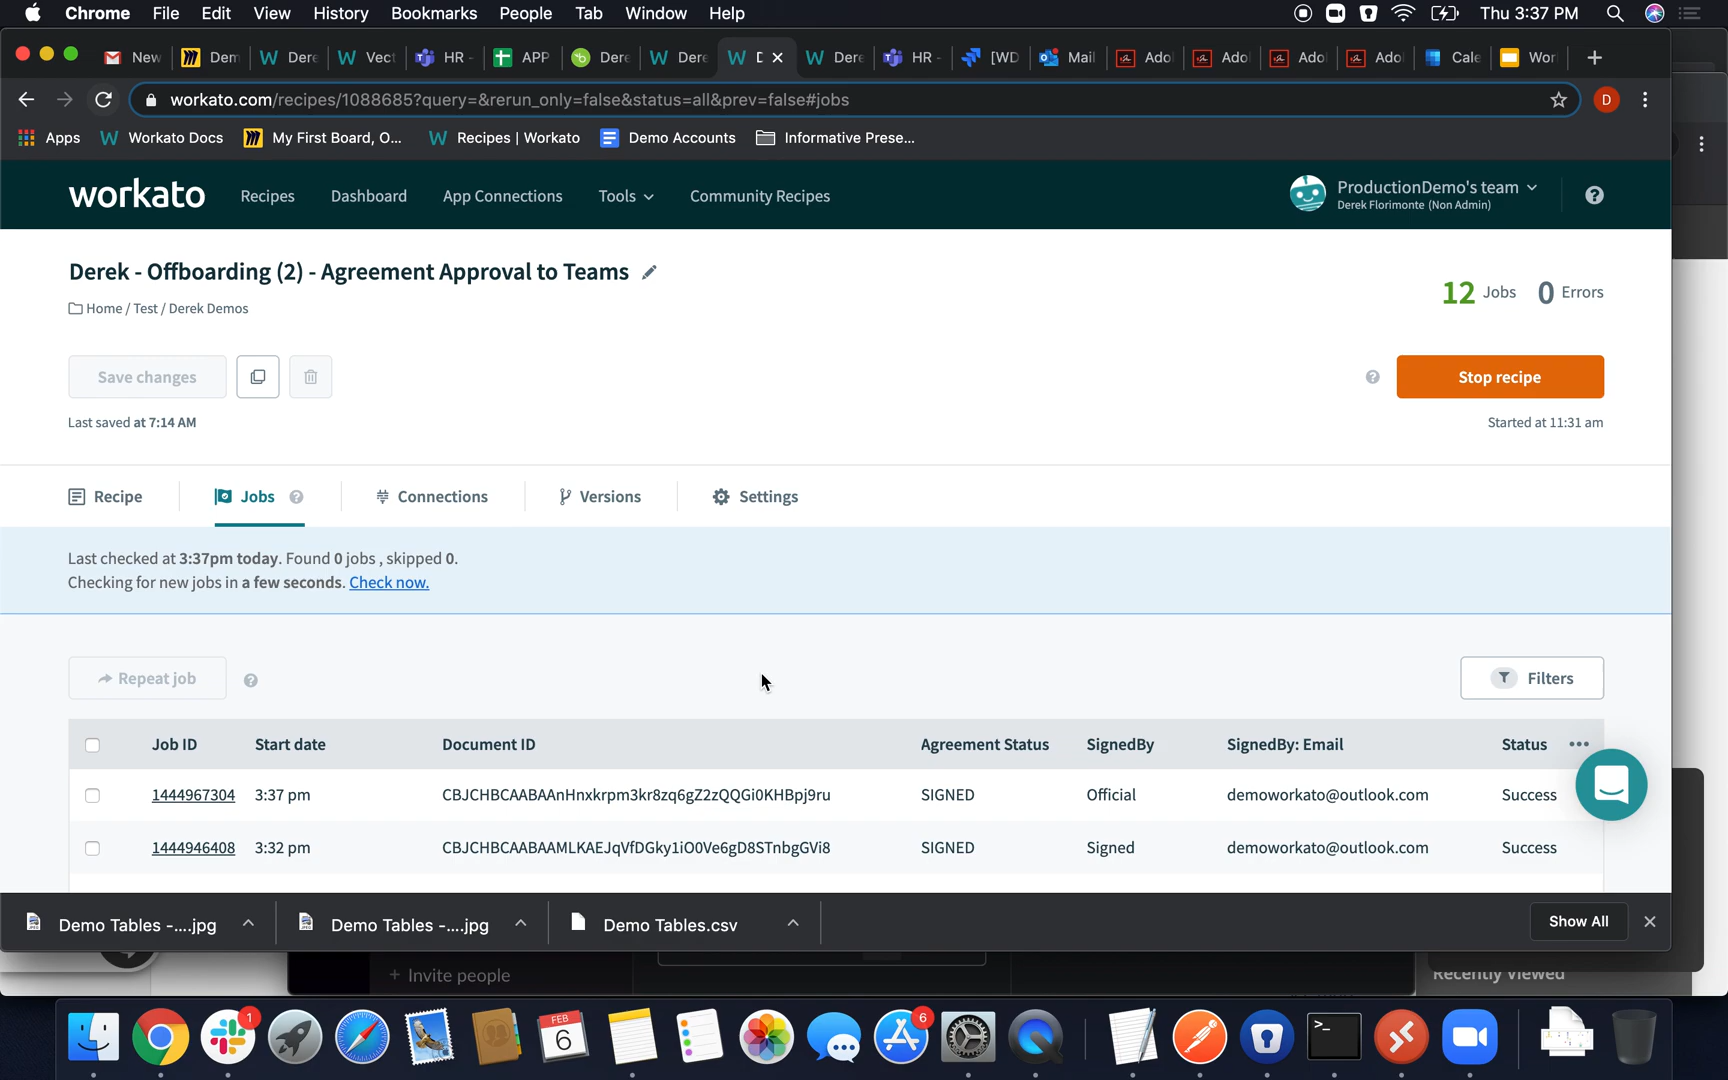 Chrome File Edit View History Bookmarks People Tab Window Help Thu 3:37 PM
New Dem Dere Vect HR - APP Dere Dere D Dere HR - [WD Mail Ado Ado Ado Ado Cale Wor
workato.com/recipes/1088685?query=&rerun_only=false&status=all&prev=false#jobs D
Apps Workato Docs My First Board, O... Recipes | Workato Demo Accounts Informative Prese...
workato Recipes Dashboard App Connections Tools Community Recipes ProductionDemo's team
Derek Florimonte (Non Admin)
Derek - Offboarding (2) - Agreement Approval to Teams
Home / Test / Derek Demos
12 Jobs 0 Errors
Save changes Stop recipe
Last saved at 7:14 AM Started at 11:31 am
Recipe Jobs Connections Versions Settings
Last checked at 3:37pm today. Found 0 jobs , skipped 0.
Checking for new jobs in a few seconds. Check now.
Repeat job Filters
Job ID Start date Document ID Agreement Status SignedBy SignedBy: Email Status
1444967304 3:37 pm CBJCHBCAABAAnHnxkrpm3kr8zq6gZ2zQQGi0KHBpj9ru SIGNED Official demoworkato@outlook.com Success
1444946408 3:32 pm CBJCHBCAABAAMLKAEJqVfDGky1iO0Ve6gD8STnbgGVi8 SIGNED Signed demoworkato@outlook.com Success
Demo Tables -....jpg Demo Tables -....jpg Demo Tables.csv Show All
+ Invite people Recently Viewed
1 FEB 6 6